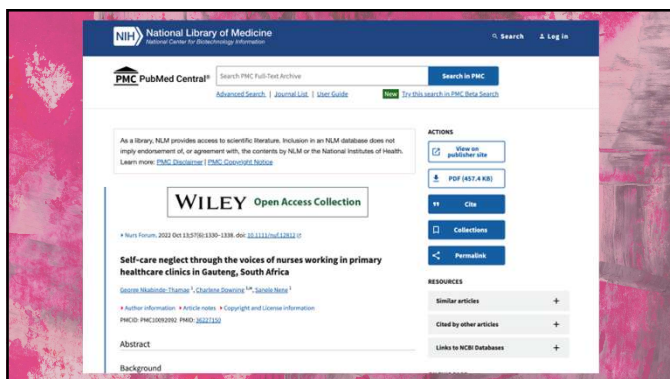 NIH National Library of Medicine
National Center for Biotechnology Information
Search
Log in
PMC PubMed Central®
Search PMC Full-Text Archive
Search in PMC
Advanced Search | Journal List | User Guide
New Try this search in PMC Beta Search
As a library, NLM provides access to scientific literature. Inclusion in an NLM database does not
imply endorsement of, or agreement with, the contents by NLM or the National Institutes of Health.
Learn more: PMC Disclaimer | PMC Copyright Notice
WILEY Open Access Collection
Nurs Forum. 2022 Oct 13;57(6):1330–1338. doi: 10.1111/nuf.12812
Self-care neglect through the voices of nurses working in primary
healthcare clinics in Gauteng, South Africa
George Nkabinde-Thamae 1, Charlene Downing 1, Sanele Nene 1
Author information Article notes Copyright and License information
PMCID: PMC10092092 PMID: 36227150
Abstract
Background
ACTIONS
View on
publisher site
PDF (457.4 KB)
Cite
Collections
Permalink
RESOURCES
Similar articles +
Cited by other articles +
Links to NCBI Databases +